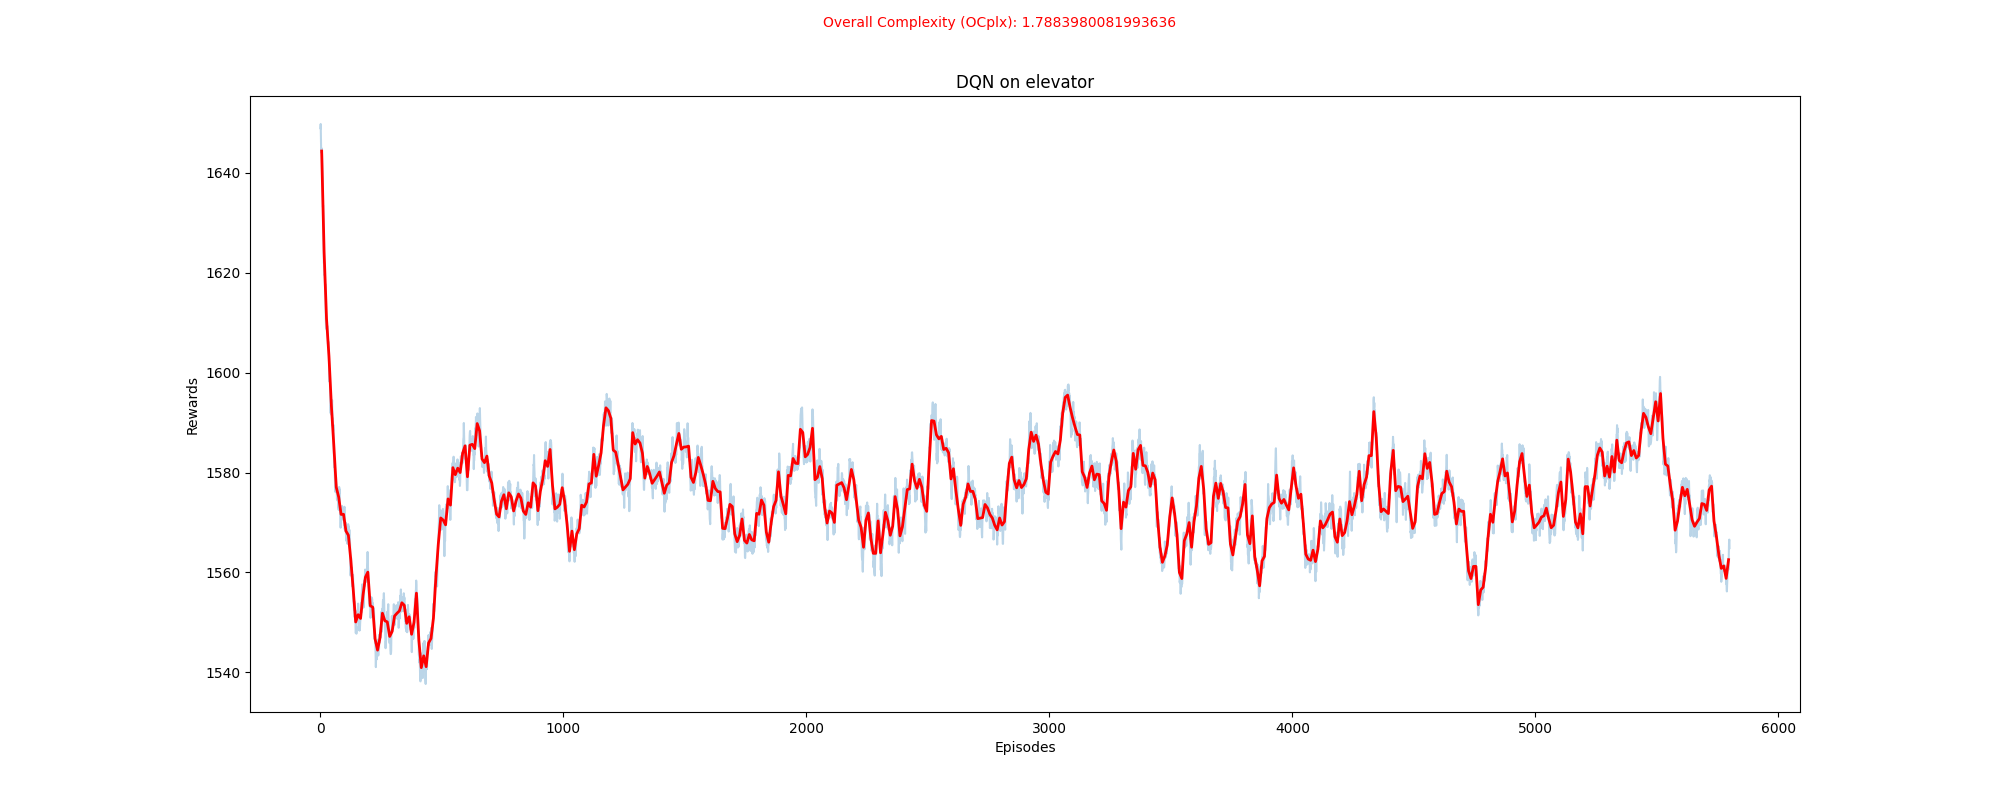 Overall Complexity (OCplx): 1.7883980081993636
DQN on elevator
1640
1620
1600
1580
1560
1540
Rewards
0 1000 2000 3000 4000 5000 6000
Episodes